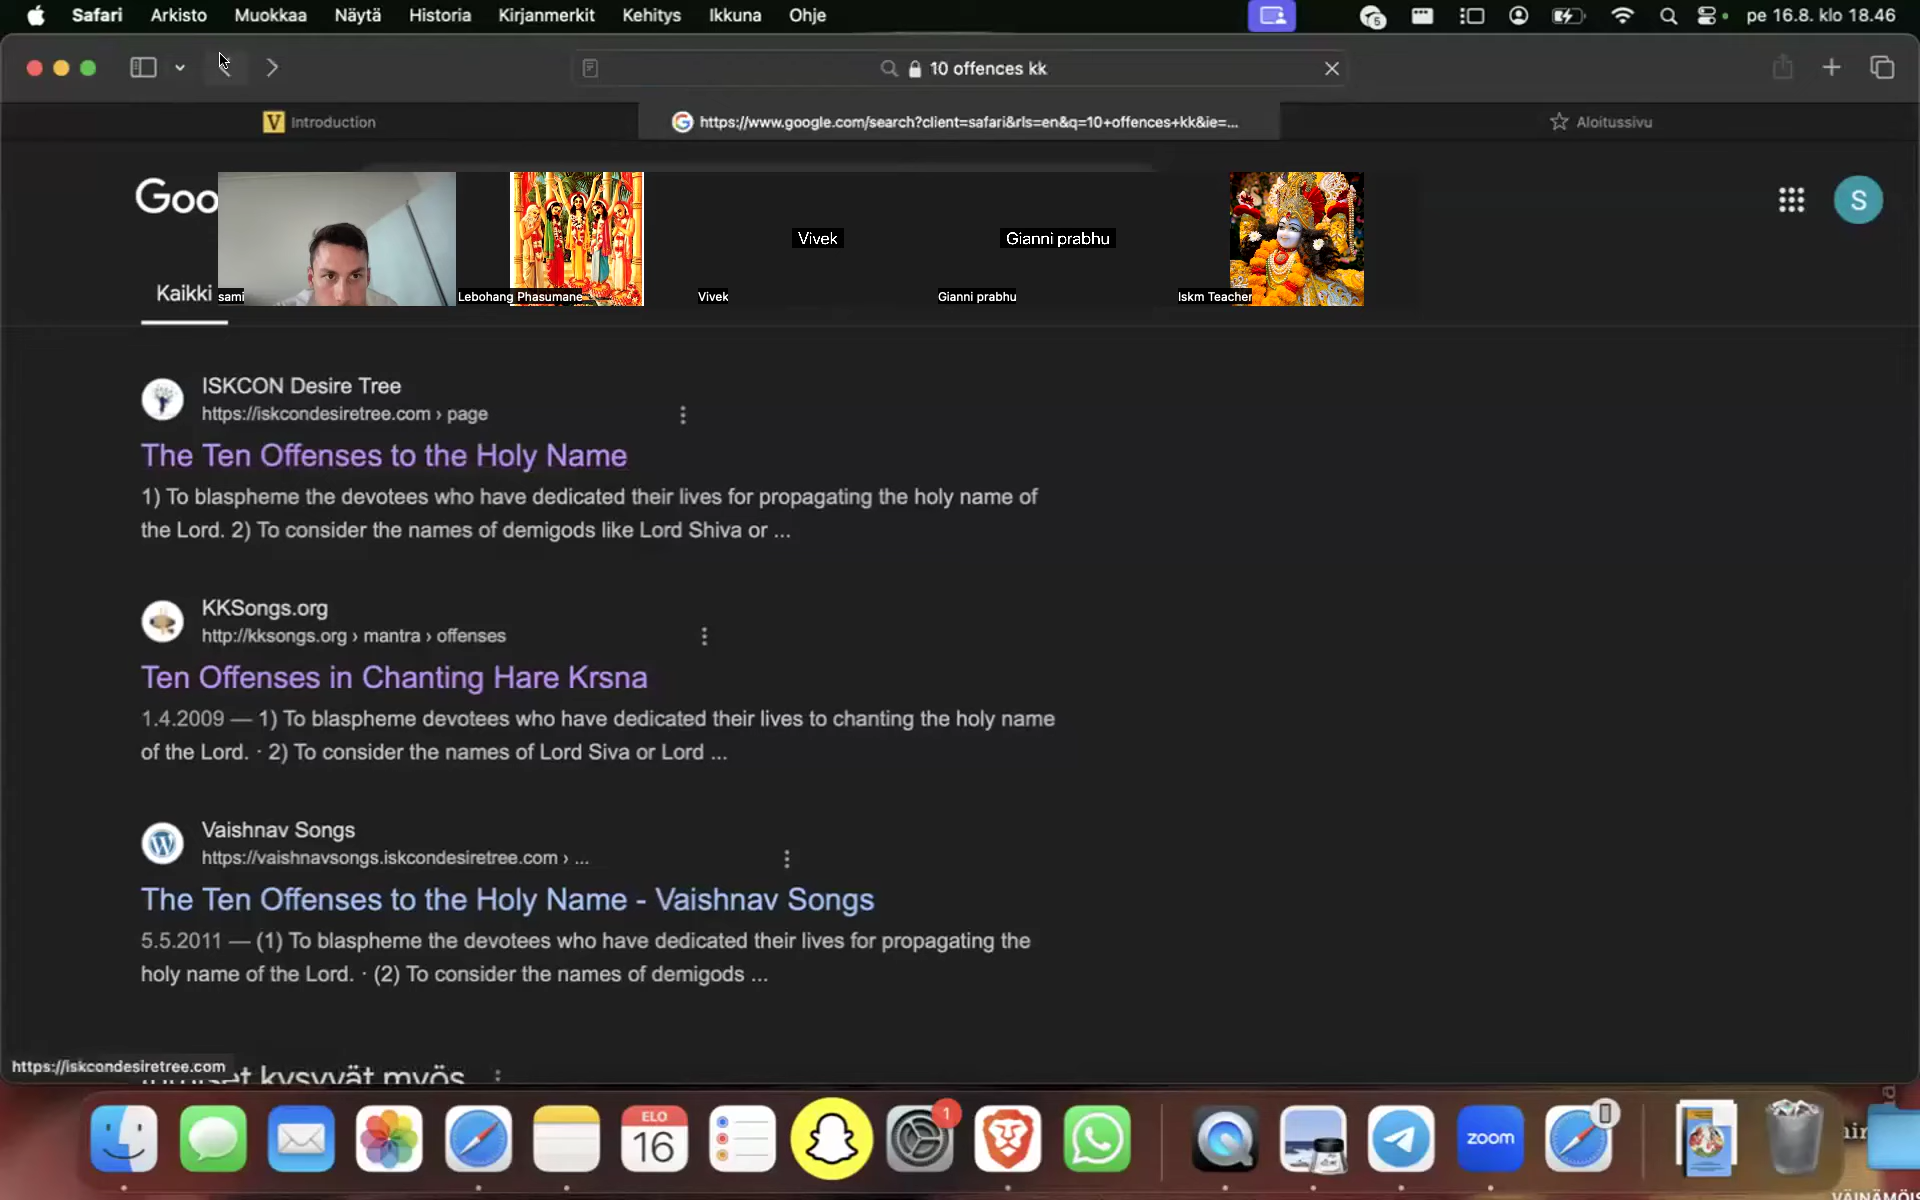 Safari Arkisto Muokkaa Näytä Historia Kirjanmerkit Kehitys Ikkuna Ohje 5 pe 16.8. klo 18.46
10 offences kk
Introduction https://www.google.com/search?client=safari&rls=en&q=10+offences+kk&ie=... Aloitussivu
Goo
S
Vivek Gianni prabhu
Kaikki sami Lebohang Phasumane Vivek Gianni prabhu Iskm Teacher
ISKCON Desire Tree
https://iskcondesiretree.com › page
The Ten Offenses to the Holy Name
1) To blaspheme the devotees who have dedicated their lives for propagating the holy name of
the Lord. 2) To consider the names of demigods like Lord Shiva or ...
KKSongs.org
http://kksongs.org › mantra › offenses
Ten Offenses in Chanting Hare Krsna
1.4.2009 — 1) To blaspheme devotees who have dedicated their lives to chanting the holy name
of the Lord. · 2) To consider the names of Lord Siva or Lord ...
Vaishnav Songs
https://vaishnavsongs.iskcondesiretree.com › ...
The Ten Offenses to the Holy Name - Vaishnav Songs
5.5.2011 — (1) To blaspheme the devotees who have dedicated their lives for propagating the
holy name of the Lord. · (2) To consider the names of demigods ...
https://iskcondesiretree.com
kysyvät myös
ELO
16
1
zoom